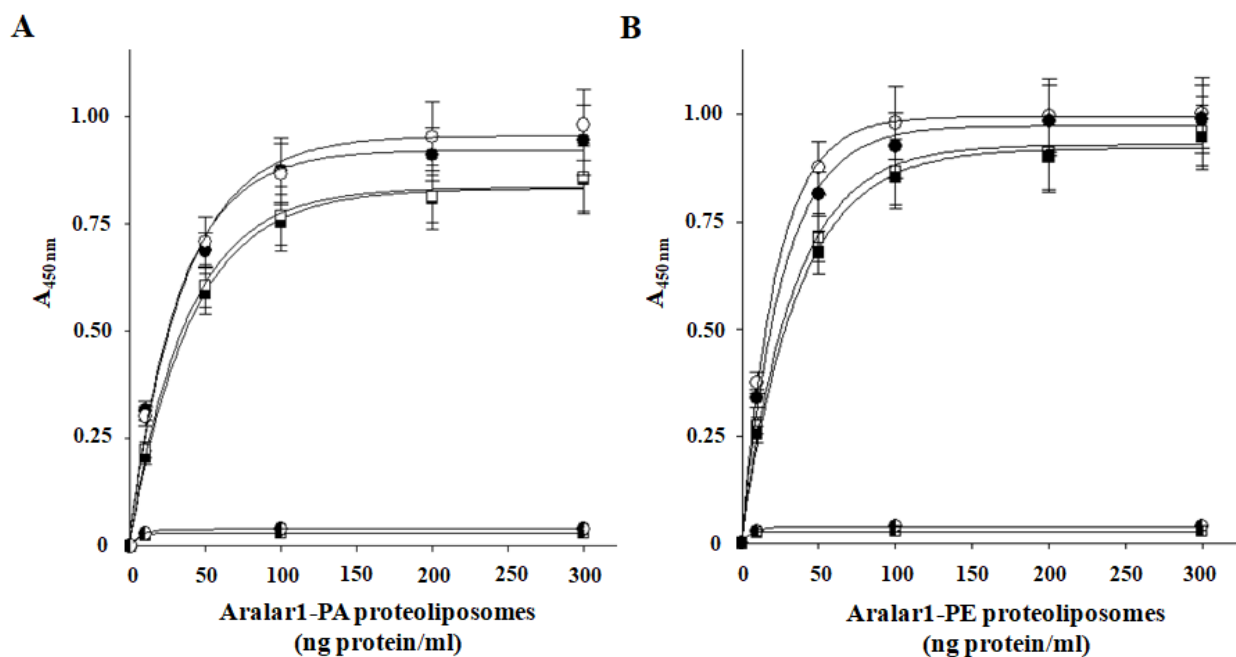 A
1.00
0.75
0.50
0.25
0
A450 nm
0 50 100 150 200 250 300
Aralar1-PA proteoliposomes
(ng protein/ml)
B
1.00
0.75
0.50
0.25
0
A450 nm
0 50 100 150 200 250 300
Aralar1-PE proteoliposomes
(ng protein/ml)